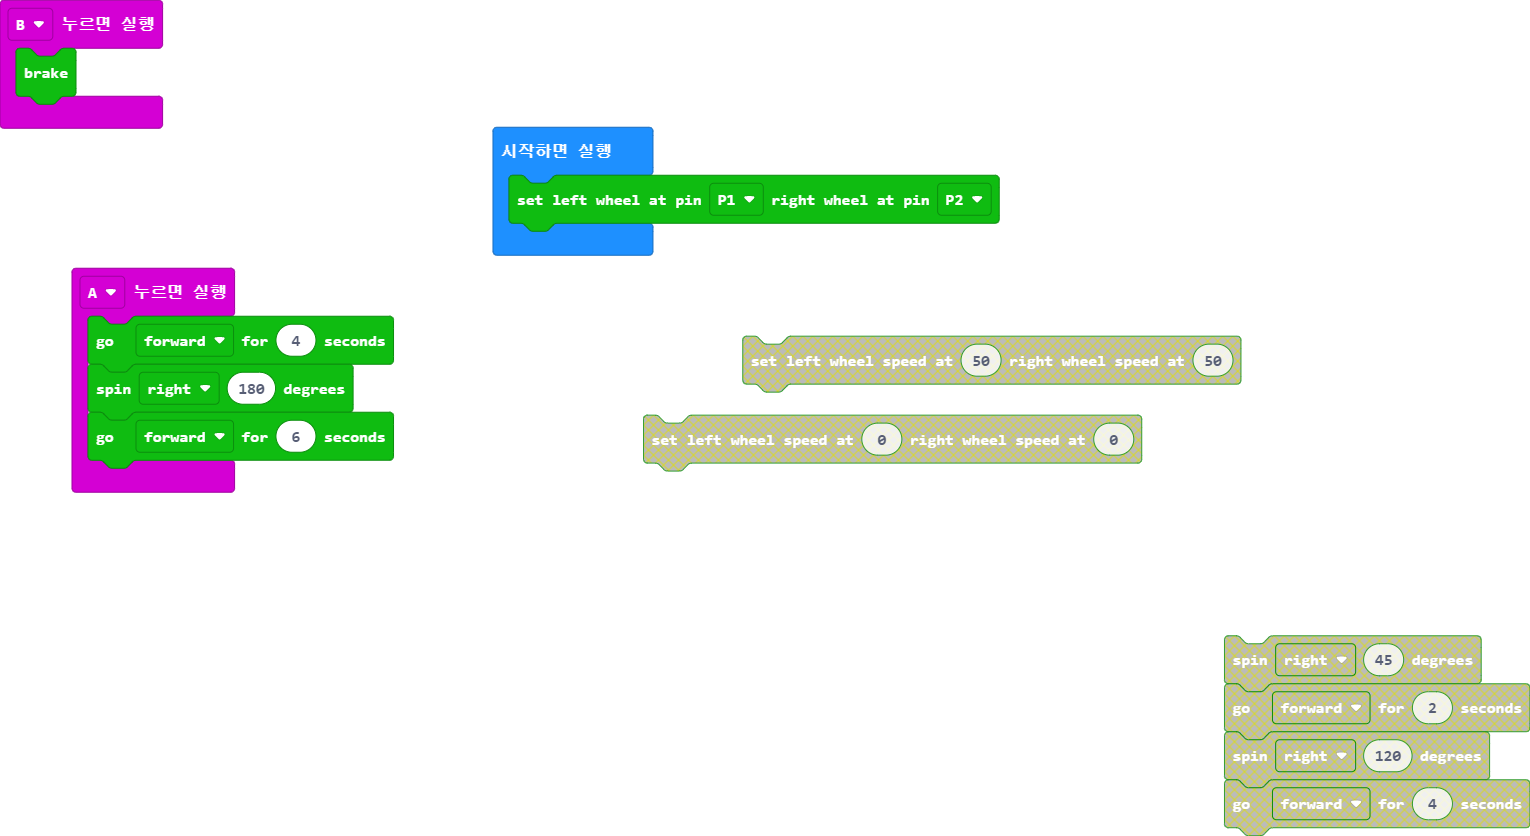 B 누르면 실행
brake
시작하면 실행
set left wheel at pin P1 right wheel at pin P2
A 누르면 실행
go forward for 4 seconds
spin right 180 degrees
go forward for 6 seconds
set left wheel speed at 50 right wheel speed at 50
set left wheel speed at 0 right wheel speed at 0
spin right 45 degrees
go forward for 2 seconds
spin right 120 degrees
go forward for 4 seconds